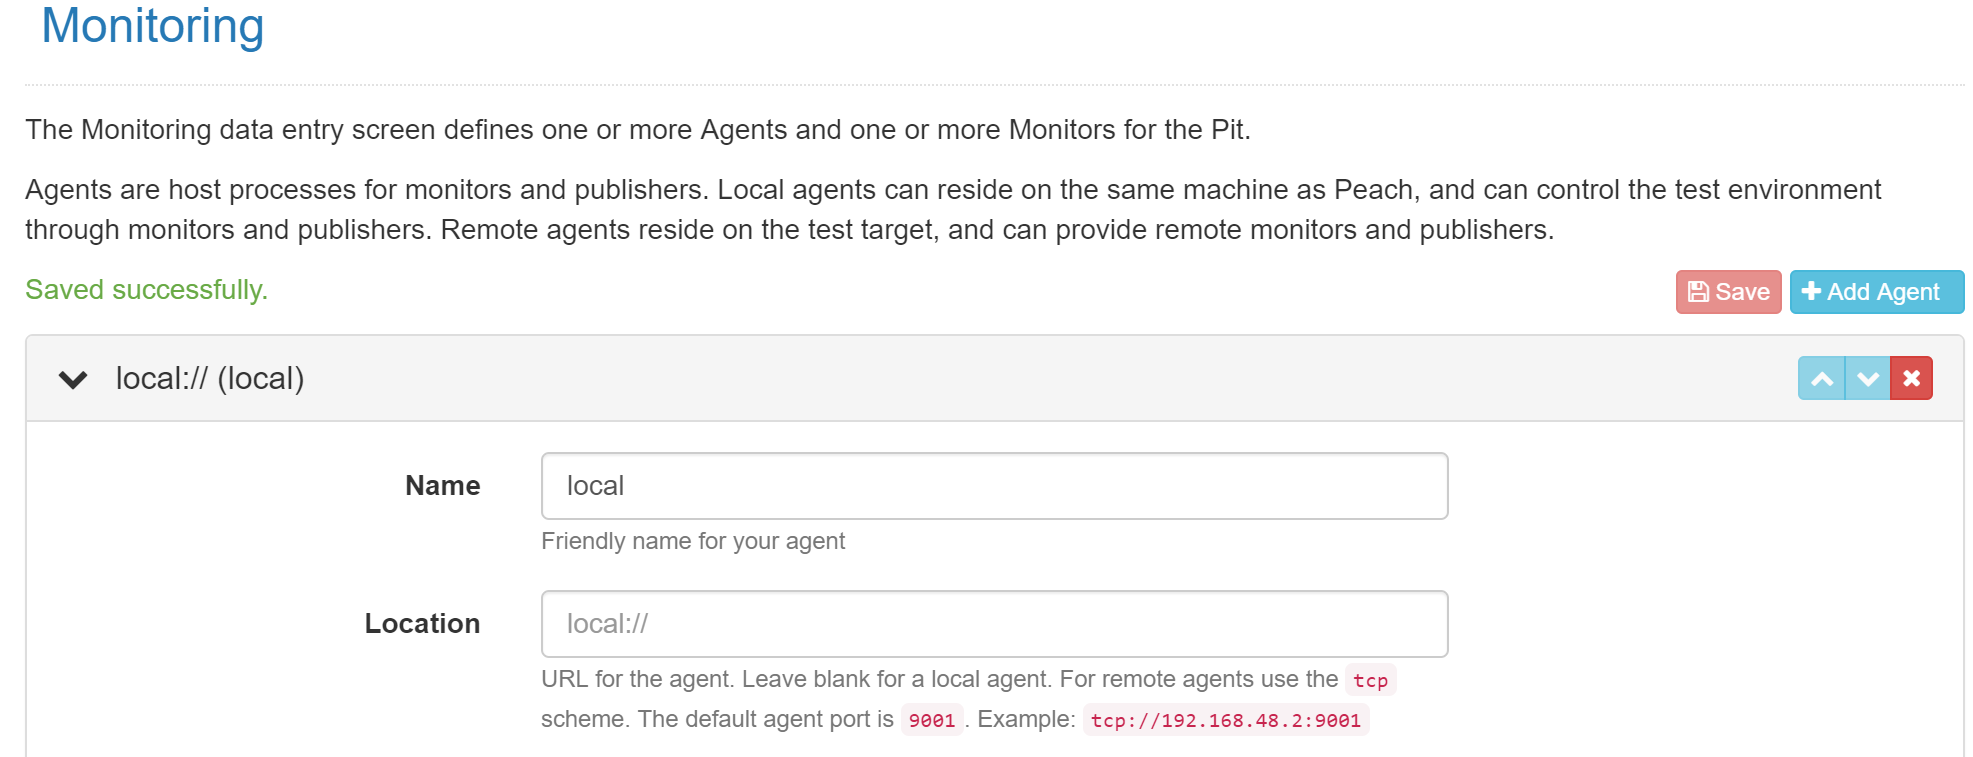 Monitoring
The Monitoring data entry screen defines one or more Agents and one or more Monitors for the Pit.
Agents are host processes for monitors and publishers. Local agents can reside on the same machine as Peach, and can control the test environment
through monitors and publishers. Remote agents reside on the test target, and can provide remote monitors and publishers.
Saved successfully.
Save
Add Agent
local:// (local)
Name
local
Friendly name for your agent
Location
local://
URL for the agent. Leave blank for a local agent. For remote agents use the tcp
scheme. The default agent port is 9001 . Example: tcp://192.168.48.2:9001